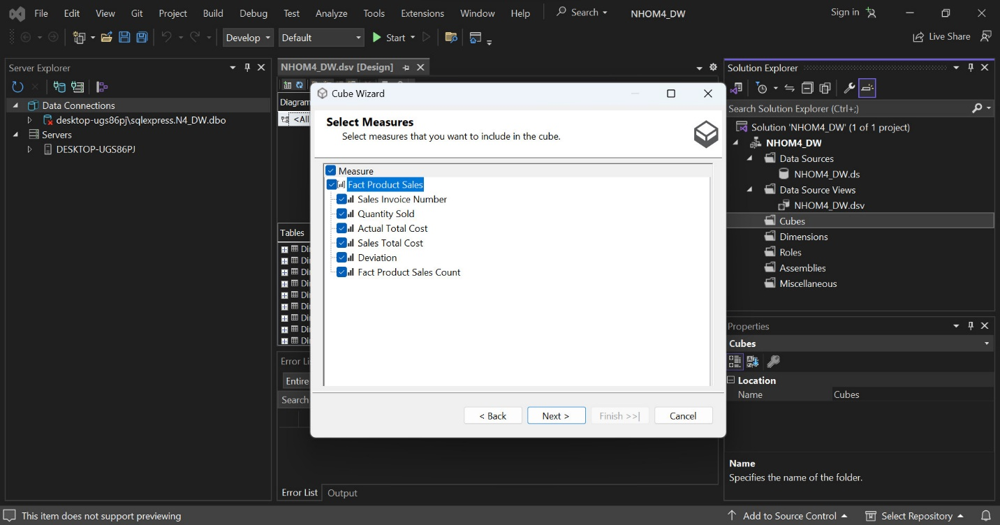 File Edit View Git Project Build Debug Test Analyze Tools Extensions Window Help Search NHOM4_DW Sign in
Develop Default Start Live Share
Server Explorer
Data Connections
desktop-ugs86pj\sqlexpress.N4_DW.dbo
Servers
DESKTOP-UGS86PJ
NHOM4_DW.dsv [Design]
Diagram
<All
Tables
Di
Di
Di
Di
Di
Di
Di
Di
Di
Error Li
Entire
Search
Error List Output
Cube Wizard
Select Measures
Select measures that you want to include in the cube.
Measure
Fact Product Sales
Sales Invoice Number
Quantity Sold
Actual Total Cost
Sales Total Cost
Deviation
Fact Product Sales Count
< Back Next > Finish >>| Cancel
Solution Explorer
Search Solution Explorer (Ctrl+;)
Solution 'NHOM4_DW' (1 of 1 project)
NHOM4_DW
Data Sources
NHOM4_DW.ds
Data Source Views
NHOM4_DW.dsv
Cubes
Dimensions
Roles
Assemblies
Miscellaneous
Properties
Cubes
Location
Name Cubes
Name
Specifies the name of the folder.
This item does not support previewing Add to Source Control Select Repository